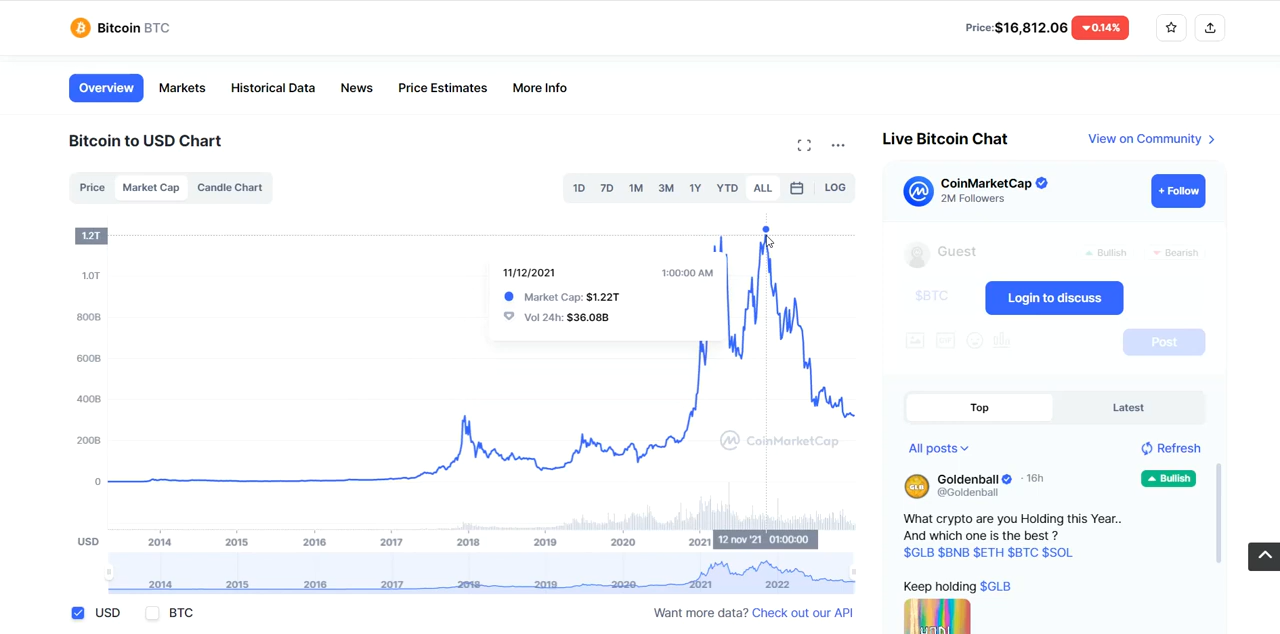 Bitcoin BTC
Price:$16,812.06 0.14%
Overview Markets Historical Data News Price Estimates More Info
Bitcoin to USD Chart
Price Market Cap Candle Chart
1D 7D 1M 3M 1Y YTD ALL LOG
1.2T
1.0T
800B
600B
400B
200B
0
11/12/2021 1:00:00 AM
Market Cap: $1.22T
Vol 24h: $36.08B
CoinMarketCap
USD 2014 2015 2016 2017 2018 2019 2020 2021 12 nov '21 01:00:00
2014 2015 2016 2017 2018 2019 2020 2021 2022
USD BTC
Want more data? Check out our API
Live Bitcoin Chat View on Community
CoinMarketCap
2M Followers
+ Follow
Guest
Bullish Bearish
$BTC
Login to discuss
GIF
Post
Top Latest
All posts Refresh
GLB
Goldenball · 16h
@Goldenball
Bullish
What crypto are you Holding this Year..
And which one is the best ?
$GLB $BNB $ETH $BTC $SOL
Keep holding $GLB